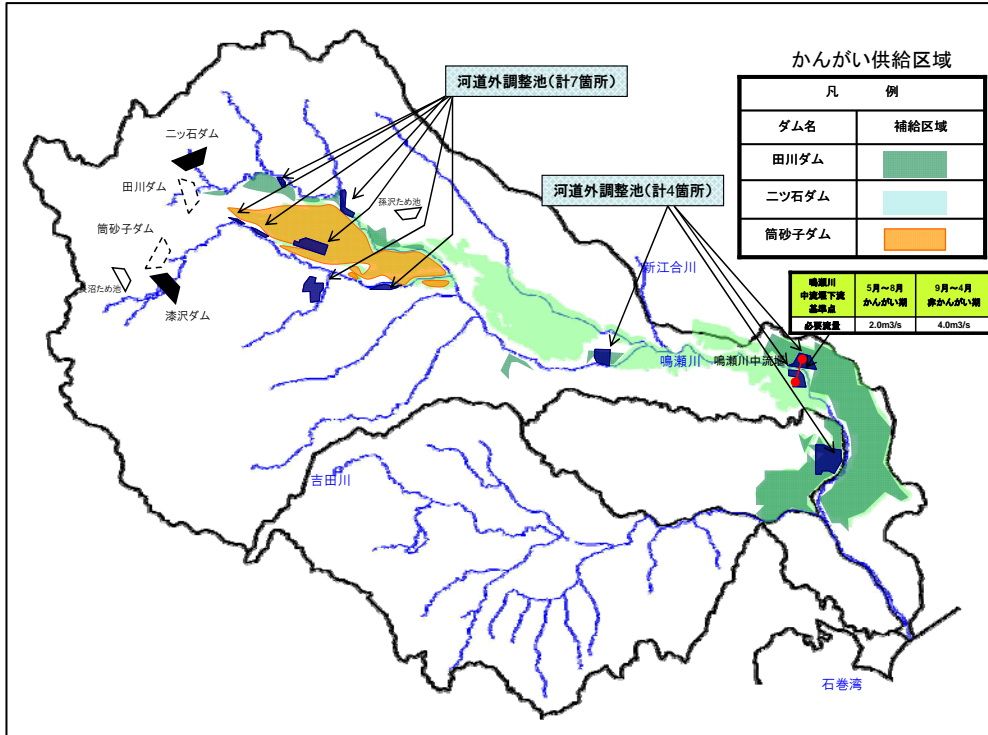 河道外調整池(計7箇所)
かんがい供給区域
凡　例
ダム名 補給区域
田川ダム
二ツ石ダム
筒砂子ダム
二ッ石ダム
田川ダム
筒砂子ダム
漆沢ダム
孫沢ため池
河道外調整池(計4箇所)
新江合川
鳴瀬川
中流堰下流
基準点
5月～8月
かんがい期
9月～4月
非かんがい期
必要流量 2.0m3/s 4.0m3/s
鳴瀬川
鳴瀬川中流堰
吉田川
石巻湾